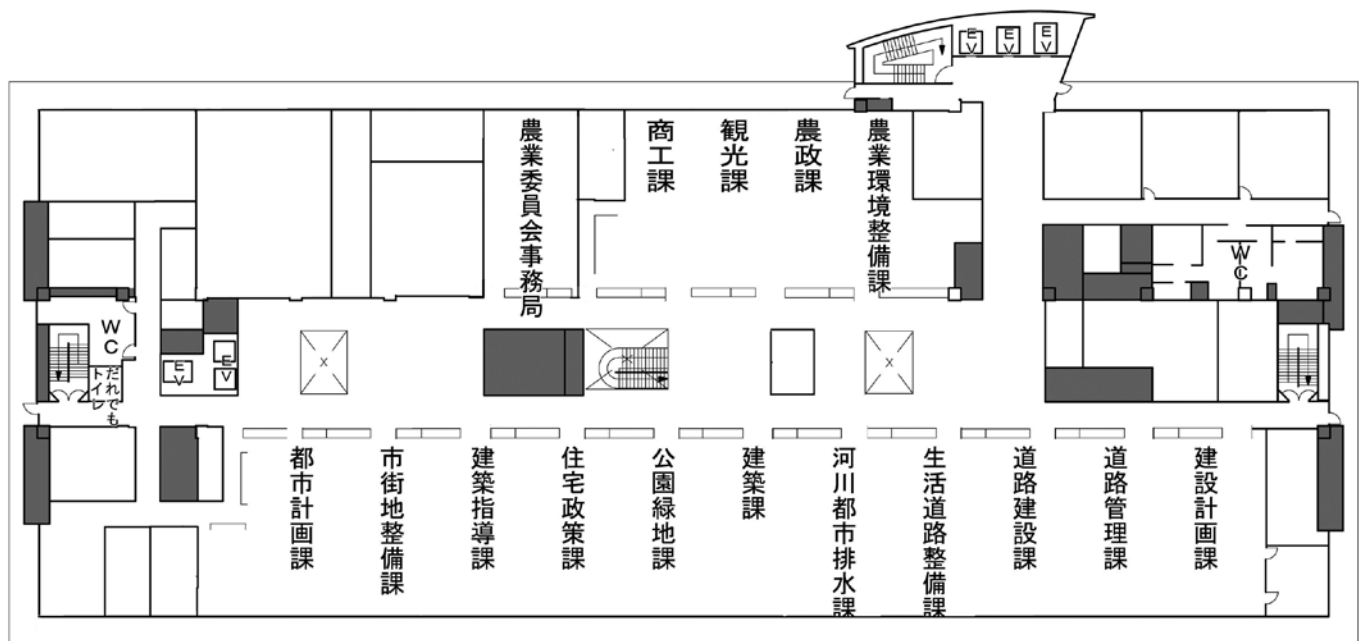 EV
EV
EV
農業委員会事務局
商工課
観光課
農政課
農業環境整備課
WC
WC
だれでも
トイレ
EV
EV
都市計画課
市街地整備課
建築指導課
住宅政策課
公園緑地課
建築課
河川都市排水課
生活道路整備課
道路建設課
道路管理課
建設計画課